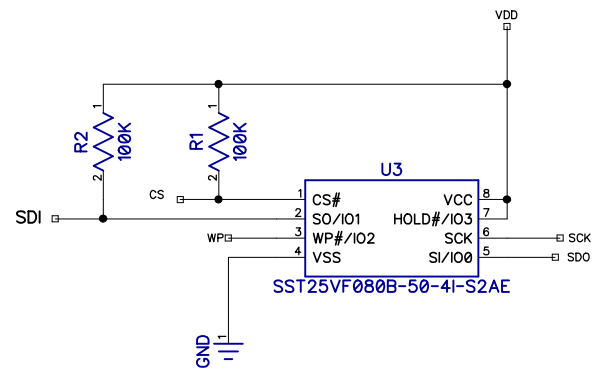 VDD
1
R2
100K
2
1
R1
100K
2
U3
CS
1 CS# VCC 8
SDI
2 SO/IO1 HOLD#/IO3 7
WP 3 WP#/IO2 SCK 6 SCK
4 VSS SI/IO0 5 SDO
SST25VF080B-50-4I-S2AE
GND
1